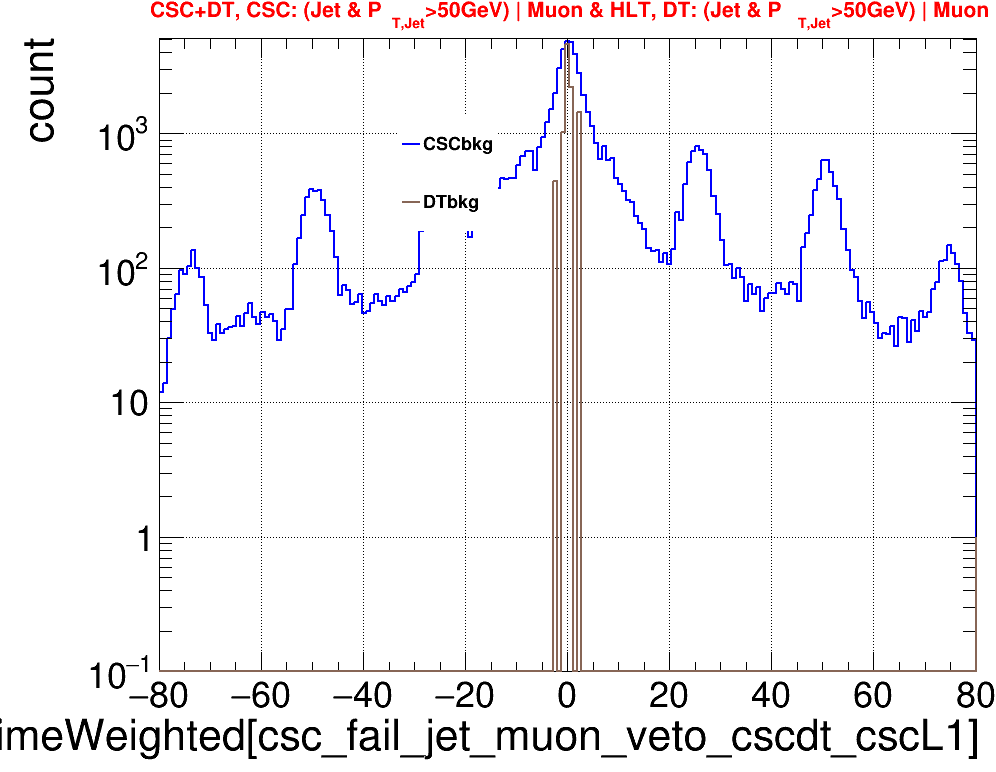 CSC+DT, CSC: (Jet & P T,Jet>50GeV) | Muon & HLT, DT: (Jet & P T,Jet>50GeV) | Muon
count
CSCbkg
DTbkg
10³
10²
10
1
10⁻¹
−80 −60 −40 −20 0 20 40 60 80
imeWeighted[csc_fail_jet_muon_veto_cscdt_cscL1]